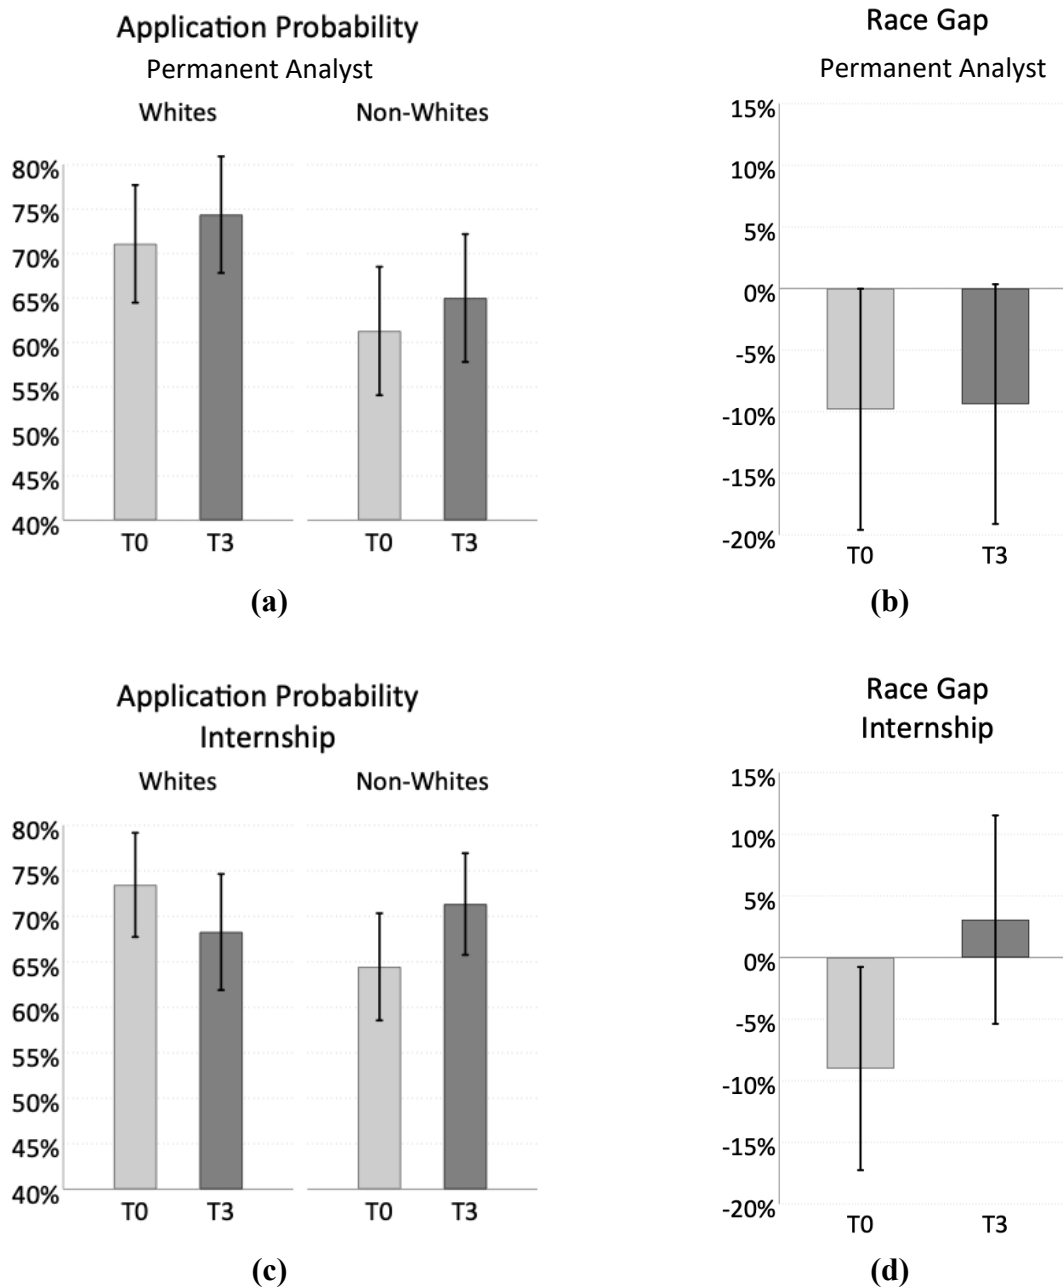 Application Probability
Permanent Analyst
Whites Non-Whites
80%
75%
70%
65%
60%
55%
50%
45%
40%
T0 T3 T0 T3
(a)
Race Gap
Permanent Analyst
15%
10%
5%
0%
-5%
-10%
-15%
-20%
T0 T3
(b)
Application Probability
Internship
Whites Non-Whites
80%
75%
70%
65%
60%
55%
50%
45%
40%
T0 T3 T0 T3
(c)
Race Gap
Internship
15%
10%
5%
0%
-5%
-10%
-15%
-20%
T0 T3
(d)